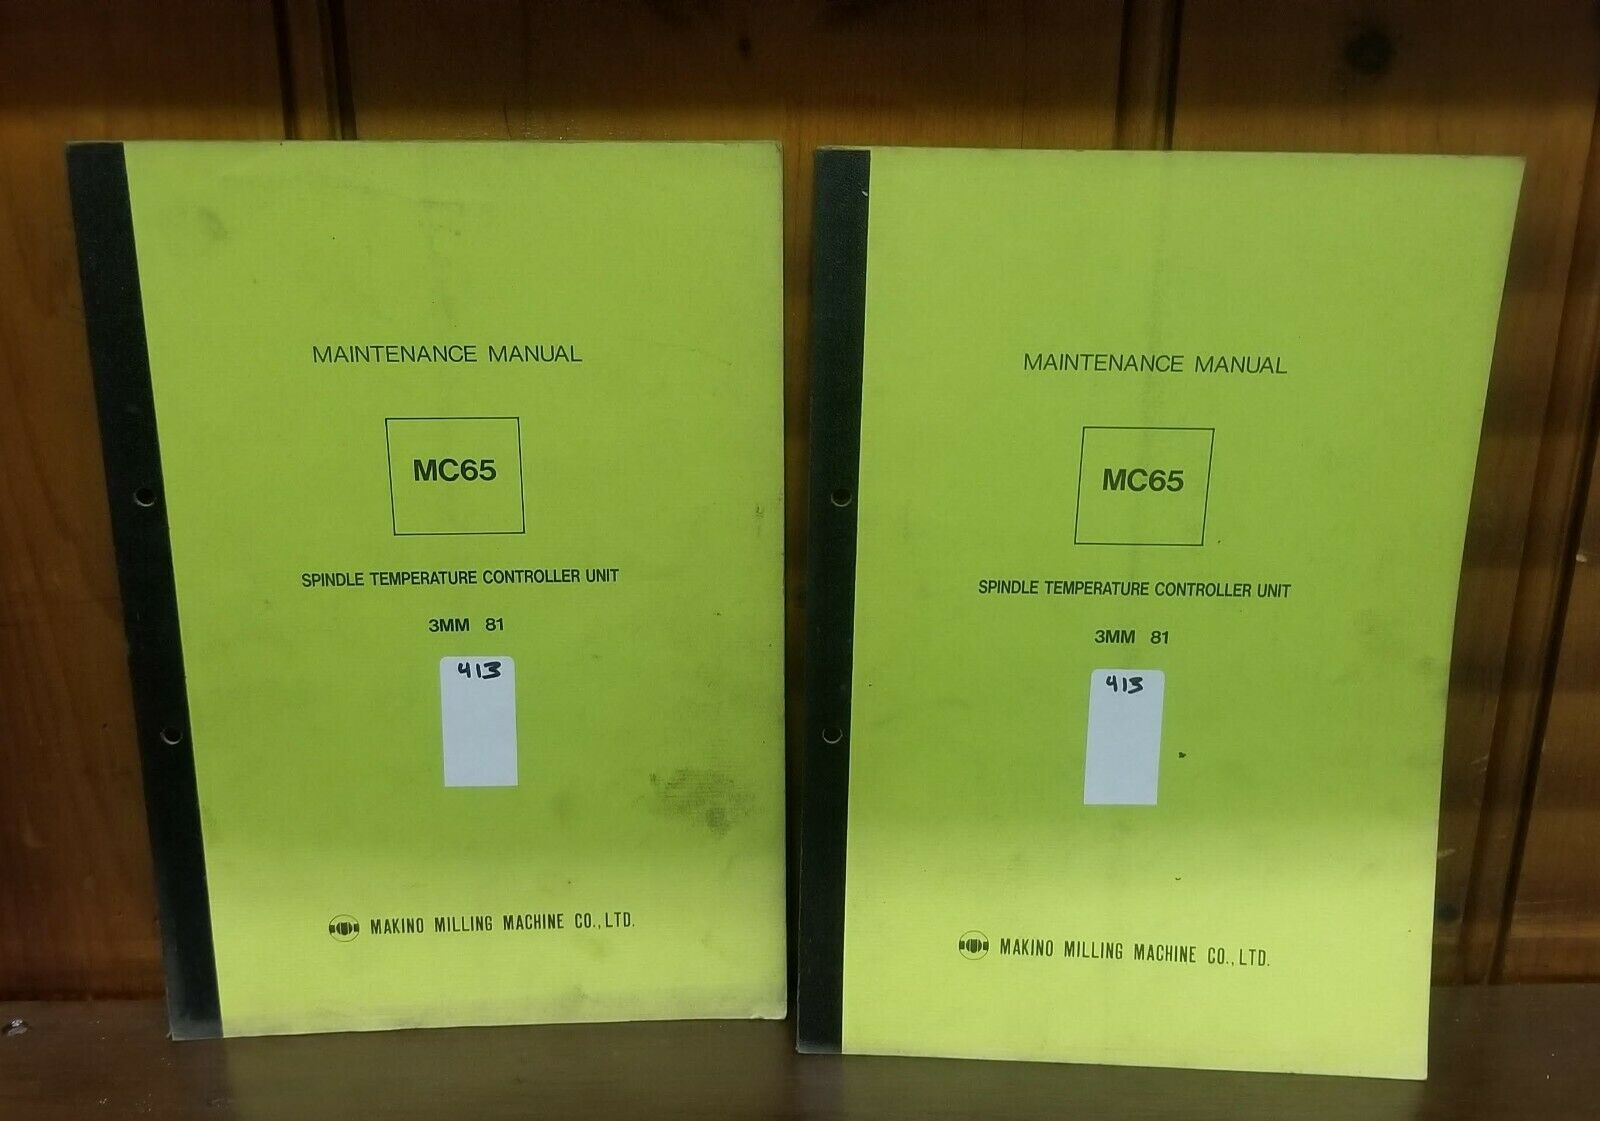 MAINTENANCE MANUAL
MC65
SPINDLE TEMPERATURE CONTROLLER UNIT
3MM 81
413
MAKINO MILLING MACHINE CO., LTD.
MAINTENANCE MANUAL
MC65
SPINDLE TEMPERATURE CONTROLLER UNIT
3MM 81
413
MAKINO MILLING MACHINE CO., LTD.